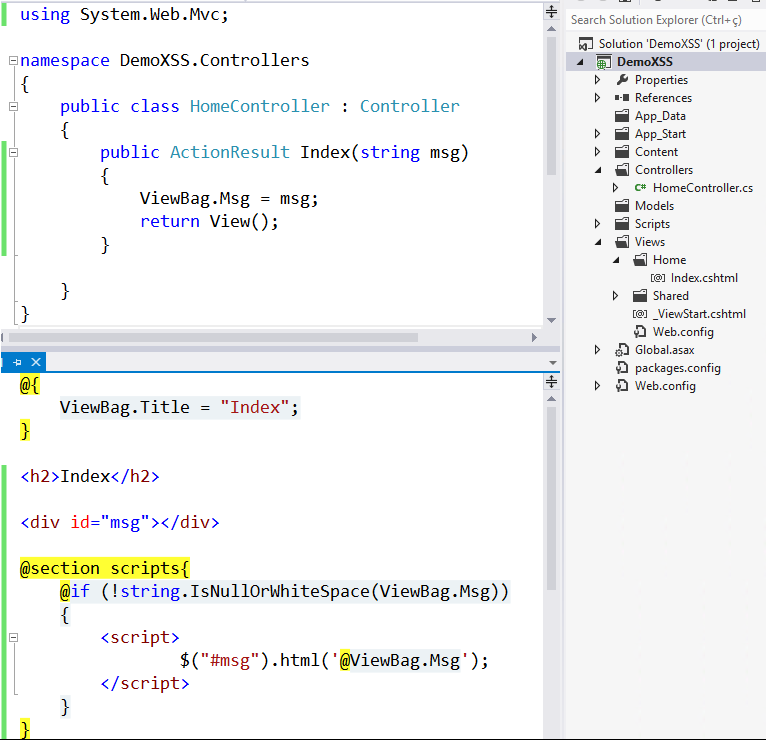 using System.Web.Mvc;
namespace DemoXSS.Controllers
{
public class HomeController : Controller
{
public ActionResult Index(string msg)
{
ViewBag.Msg = msg;
return View();
}
}
}
@{
ViewBag.Title = "Index";
}
<h2>Index</h2>
<div id="msg"></div>
@section scripts{
@if (!string.IsNullOrWhiteSpace(ViewBag.Msg))
{
<script>
$("#msg").html('@ViewBag.Msg');
</script>
}
}
Search Solution Explorer (Ctrl+ç)
Solution 'DemoXSS' (1 project)
DemoXSS
Properties
References
App_Data
App_Start
Content
Controllers
C# HomeController.cs
Models
Scripts
Views
Home
[@] Index.cshtml
Shared
[@] _ViewStart.cshtml
Web.config
Global.asax
packages.config
Web.config